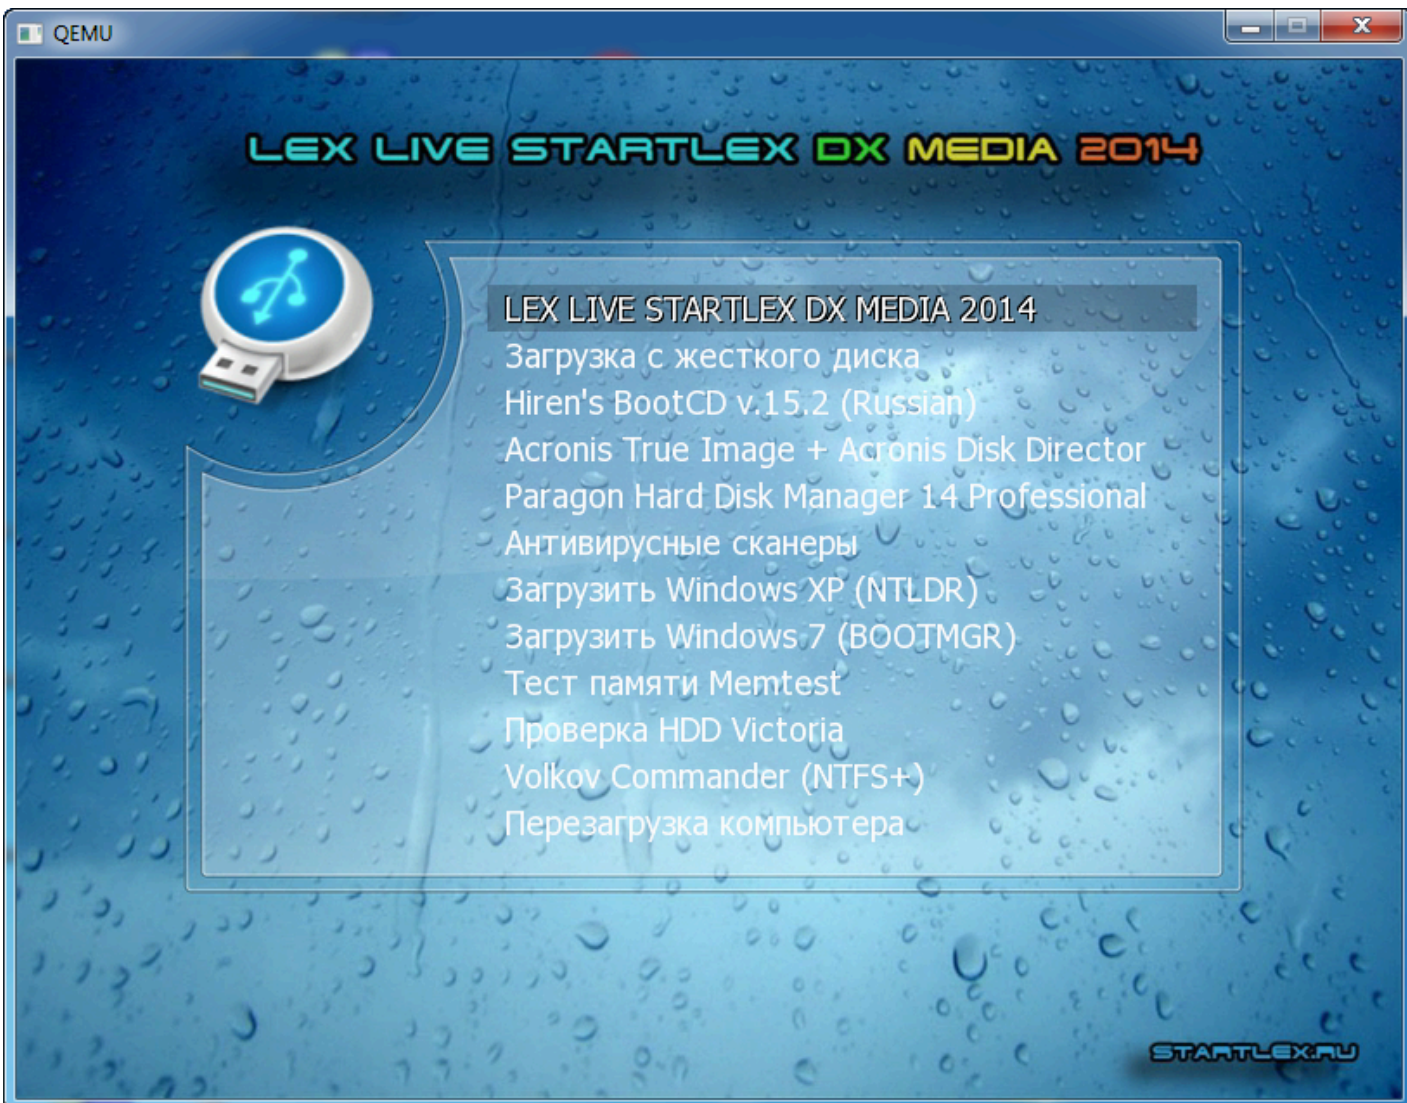 QEMU
LEX LIVE STARTLEX DX MEDIA 2014
LEX LIVE STARTLEX DX MEDIA 2014
Загрузка с жесткого диска
Hiren's BootCD v.15.2 (Russian)
Acronis True Image + Acronis Disk Director
Paragon Hard Disk Manager 14 Professional
Антивирусные сканеры
Загрузить Windows XP (NTLDR)
Загрузить Windows 7 (BOOTMGR)
Тест памяти Memtest
Проверка HDD Victoria
Volkov Commander (NTFS+)
Перезагрузка компьютера
STARTLEX.RU